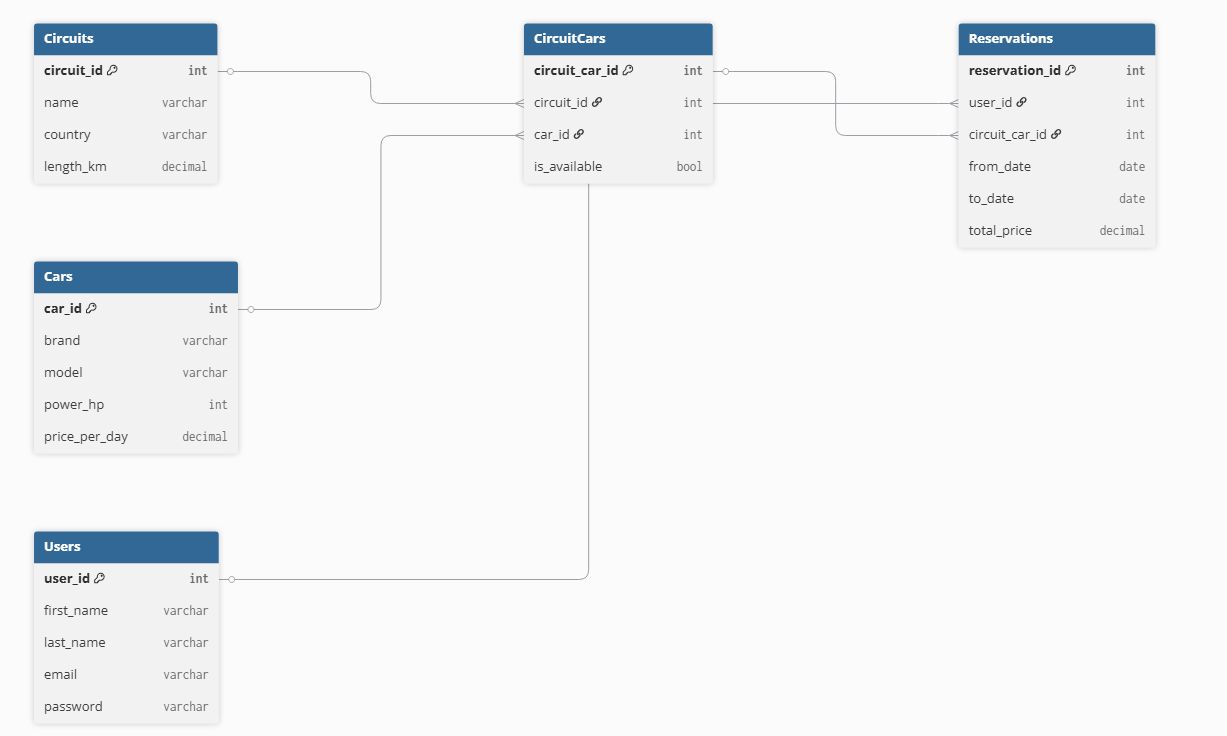 Circuits
circuit_id int
name varchar
country varchar
length_km decimal
CircuitCars
circuit_car_id int
circuit_id int
car_id int
is_available bool
Reservations
reservation_id int
user_id int
circuit_car_id int
from_date date
to_date date
total_price decimal
Cars
car_id int
brand varchar
model varchar
power_hp int
price_per_day decimal
Users
user_id int
first_name varchar
last_name varchar
email varchar
password varchar